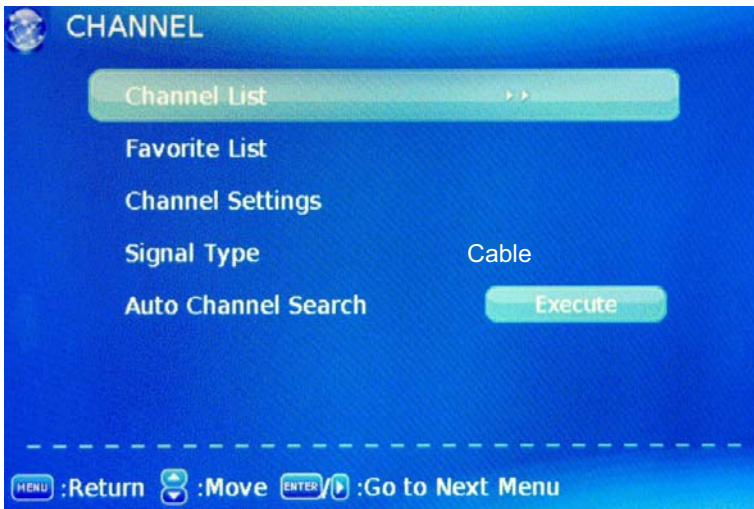 CHANNEL
Channel List
Favorite List
Channel Settings
Signal Type Cable
Auto Channel Search Execute
MENU :Return :Move ENTER/ :Go to Next Menu